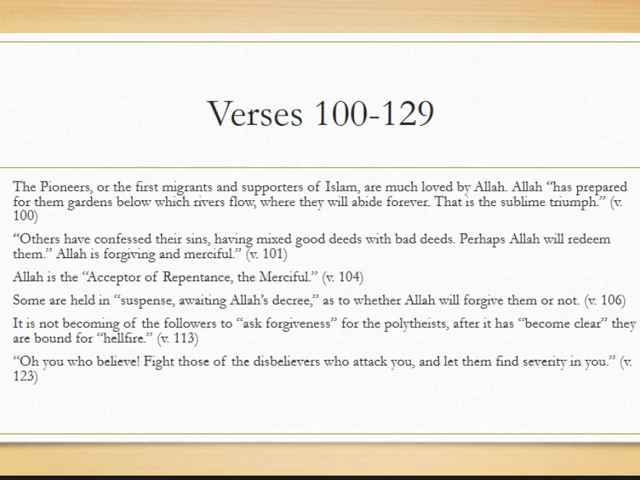 Verses 100-129
The Pioneers, or the first migrants and supporters of Islam, are much loved by Allah. Allah “has prepared
for them gardens below which rivers flow, where they will abide forever. That is the sublime triumph.” (v.
100)
“Others have confessed their sins, having mixed good deeds with bad deeds. Perhaps Allah will redeem
them.” Allah is forgiving and merciful.” (v. 101)
Allah is the “Acceptor of Repentance, the Merciful.” (v. 104)
Some are held in “suspense, awaiting Allah’s decree,” as to whether Allah will forgive them or not. (v. 106)
It is not becoming of the followers to “ask forgiveness” for the polytheists, after it has “become clear” they
are bound for “hellfire.” (v. 113)
“Oh you who believe! Fight those of the disbelievers who attack you, and let them find severity in you.” (v.
123)